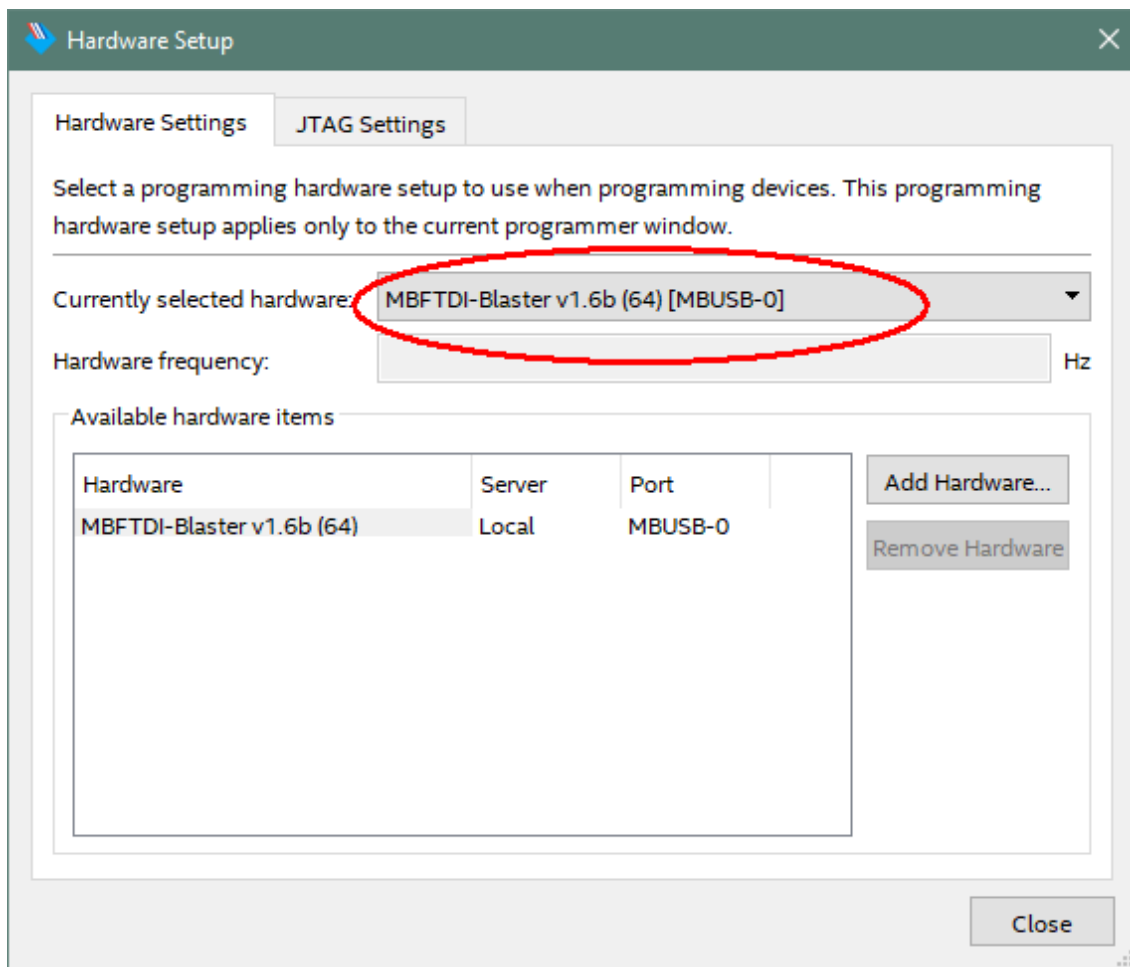 Hardware Setup
Hardware Settings JTAG Settings
Select a programming hardware setup to use when programming devices. This programming
hardware setup applies only to the current programmer window.
Currently selected hardware: MBFTDI-Blaster v1.6b (64) [MBUSB-0]
Hardware frequency: Hz
Available hardware items
Hardware Server Port
Add Hardware...
MBFTDI-Blaster v1.6b (64) Local MBUSB-0
Remove Hardware
Close